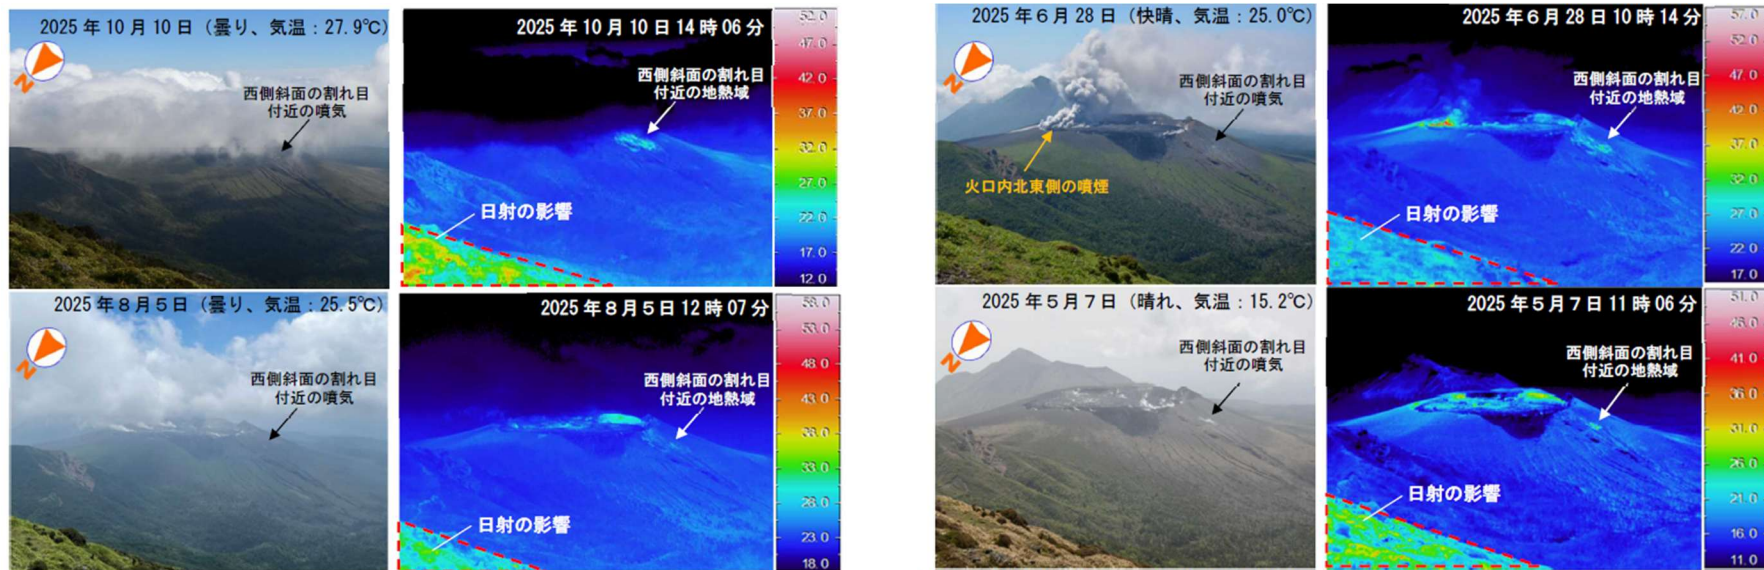 2025年10月10日（曇り、気温：27.9℃）
N
西側斜面の割れ目
付近の噴気
2025年10月10日14時06分
西側斜面の割れ目
付近の地熱域
日射の影響
52.0
47.0
42.0
37.0
32.0
27.0
22.0
17.0
12.0
2025年8月5日（曇り、気温：25.5℃）
N
西側斜面の割れ目
付近の噴気
2025年8月5日12時07分
西側斜面の割れ目
付近の地熱域
日射の影響
58.0
53.0
48.0
43.0
38.0
33.0
28.0
23.0
18.0
2025年6月28日（快晴、気温：25.0℃）
N
西側斜面の割れ目
付近の噴気
火口内北東側の噴煙
2025年6月28日10時14分
西側斜面の割れ目
付近の地熱域
日射の影響
57.0
52.0
47.0
42.0
37.0
32.0
27.0
22.0
17.0
2025年5月7日（晴れ、気温：15.2℃）
N
西側斜面の割れ目
付近の噴気
2025年5月7日11時06分
西側斜面の割れ目
付近の地熱域
日射の影響
51.0
46.0
41.0
36.0
31.0
26.0
21.0
16.0
11.0